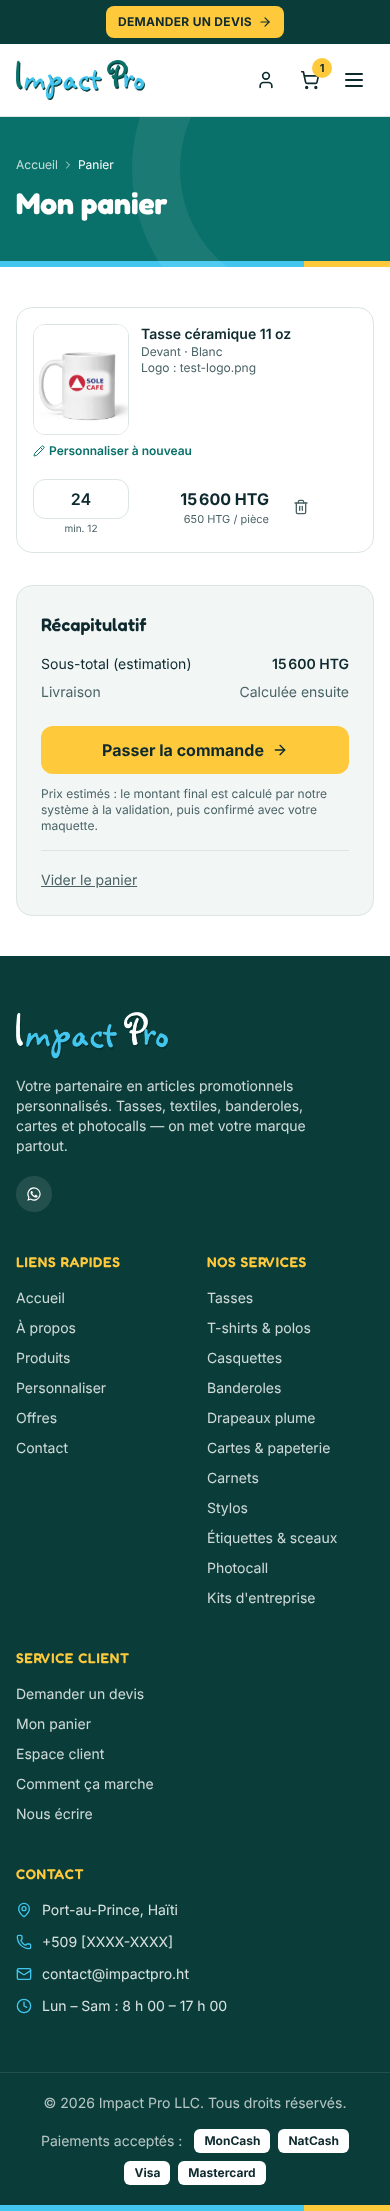 DEMANDER UN DEVIS
Impact Pro
1
Accueil
Panier
Mon panier
Tasse céramique 11 oz
Devant · Blanc
Logo : test-logo.png
SOLE
CAFÉ
Personnaliser à nouveau
24
15 600 HTG
min. 12
650 HTG / pièce
Récapitulatif
Sous-total (estimation) 15 600 HTG
Livraison Calculée ensuite
Passer la commande
Prix estimés : le montant final est calculé par notre
système à la validation, puis confirmé avec votre
maquette.
Vider le panier
Impact Pro
Votre partenaire en articles promotionnels
personnalisés. Tasses, textiles, banderoles,
cartes et photocalls — on met votre marque
partout.
LIENS RAPIDES
Accueil
À propos
Produits
Personnaliser
Offres
Contact
NOS SERVICES
Tasses
T-shirts & polos
Casquettes
Banderoles
Drapeaux plume
Cartes & papeterie
Carnets
Stylos
Étiquettes & sceaux
Photocall
Kits d'entreprise
SERVICE CLIENT
Demander un devis
Mon panier
Espace client
Comment ça marche
Nous écrire
CONTACT
Port-au-Prince, Haïti
+509 [XXXX-XXXX]
contact@impactpro.ht
Lun – Sam : 8 h 00 – 17 h 00
© 2026 Impact Pro LLC. Tous droits réservés.
Paiements acceptés : MonCash NatCash
Visa Mastercard